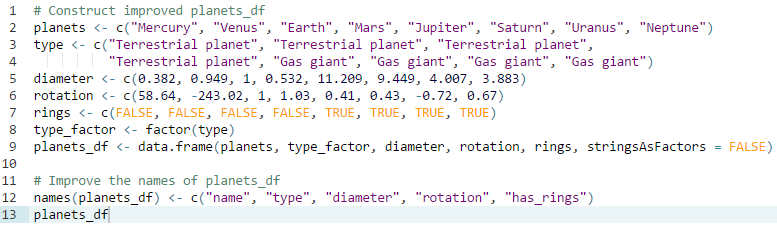 1 # Construct improved planets_df
2 planets <- c("Mercury", "Venus", "Earth", "Mars", "Jupiter", "Saturn", "Uranus", "Neptune")
3 type <- c("Terrestrial planet", "Terrestrial planet", "Terrestrial planet",
4 "Terrestrial planet", "Gas giant", "Gas giant", "Gas giant", "Gas giant")
5 diameter <- c(0.382, 0.949, 1, 0.532, 11.209, 9.449, 4.007, 3.883)
6 rotation <- c(58.64, -243.02, 1, 1.03, 0.41, 0.43, -0.72, 0.67)
7 rings <- c(FALSE, FALSE, FALSE, FALSE, TRUE, TRUE, TRUE, TRUE)
8 type_factor <- factor(type)
9 planets_df <- data.frame(planets, type_factor, diameter, rotation, rings, stringsAsFactors = FALSE)
10
11 # Improve the names of planets_df
12 names(planets_df) <- c("name", "type", "diameter", "rotation", "has_rings")
13 planets_df